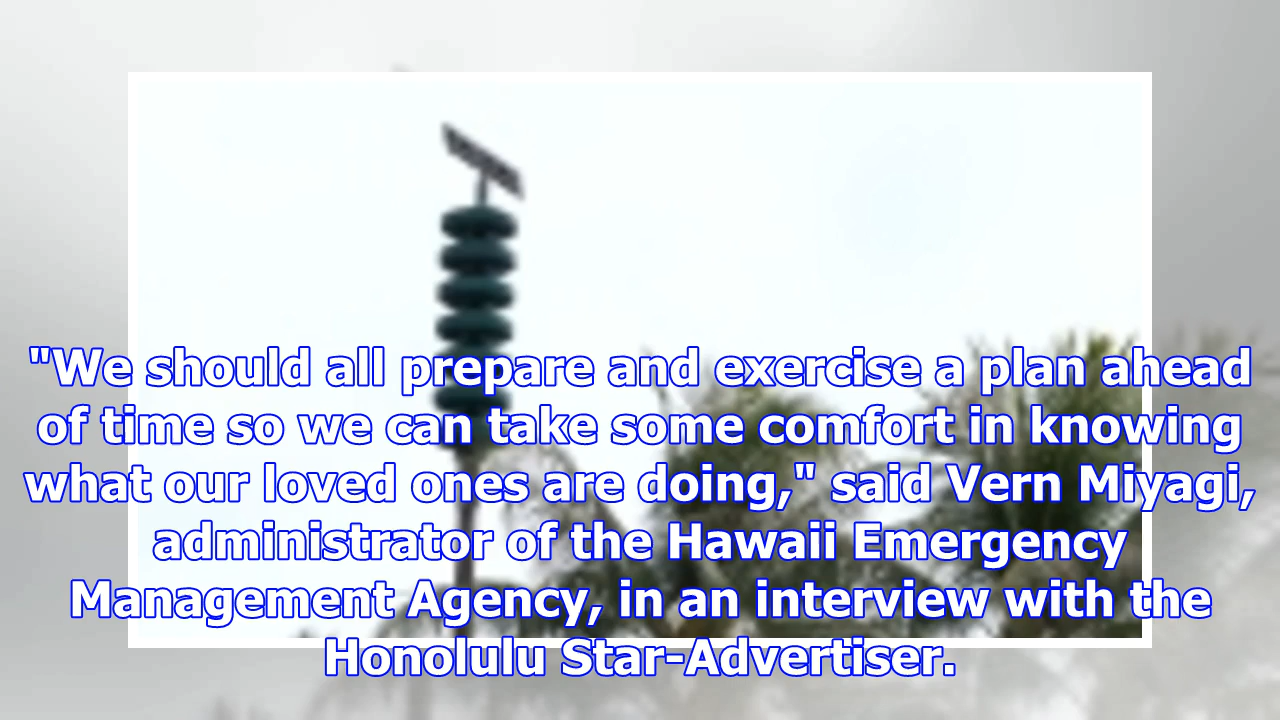 "We should all prepare and exercise a plan ahead
of time so we can take some comfort in knowing
what our loved ones are doing," said Vern Miyagi,
administrator of the Hawaii Emergency
Management Agency, in an interview with the
Honolulu Star-Advertiser.